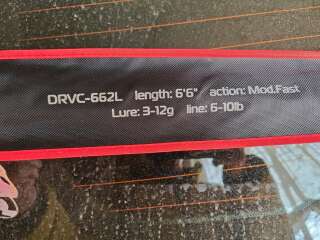 DRVC-662L length: 6'6" action: Mod.Fast
Lure: 3-12g line: 6-10lb